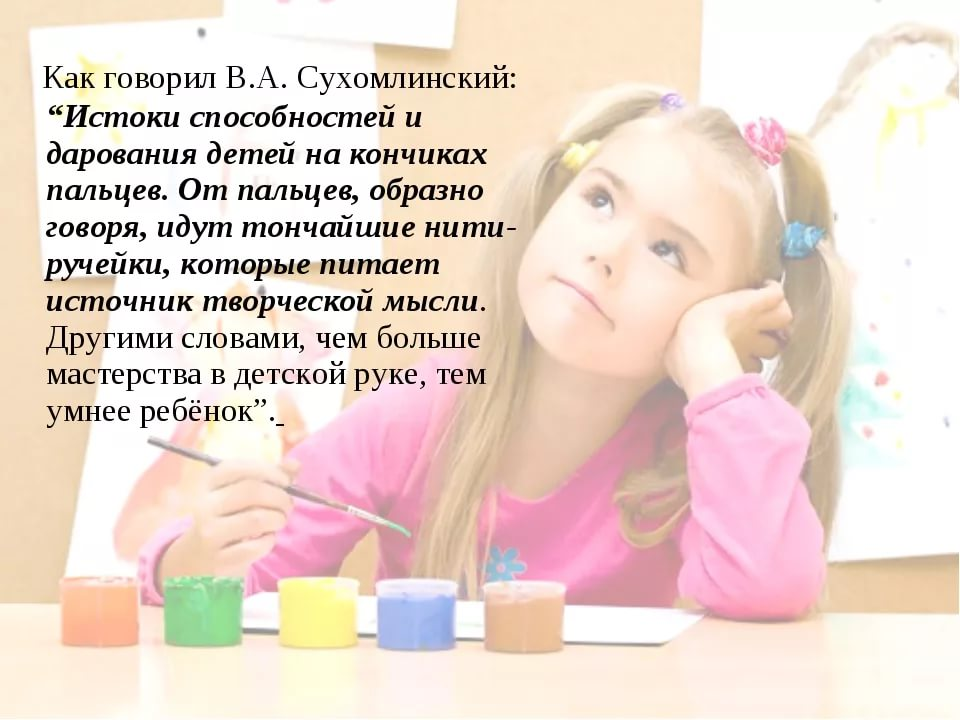 Как говорил В.А. Сухомлинский:
“Истоки способностей и
дарования детей на кончиках
пальцев. От пальцев, образно
говоря, идут тончайшие нити-
ручейки, которые питает
источник творческой мысли.
Другими словами, чем больше
мастерства в детской руке, тем
умнее ребёнок”.